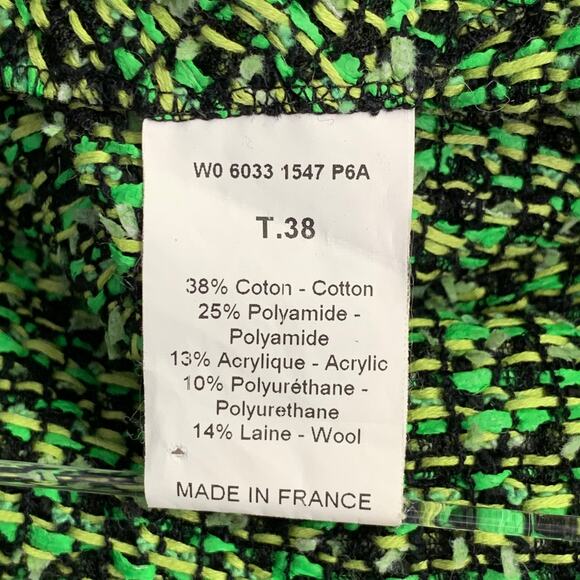 W0 6033 1547 P6A
T.38
38% Coton - Cotton
25% Polyamide -
Polyamide
13% Acrylique - Acrylic
10% Polyuréthane -
Polyurethane
14% Laine - Wool
MADE IN FRANCE